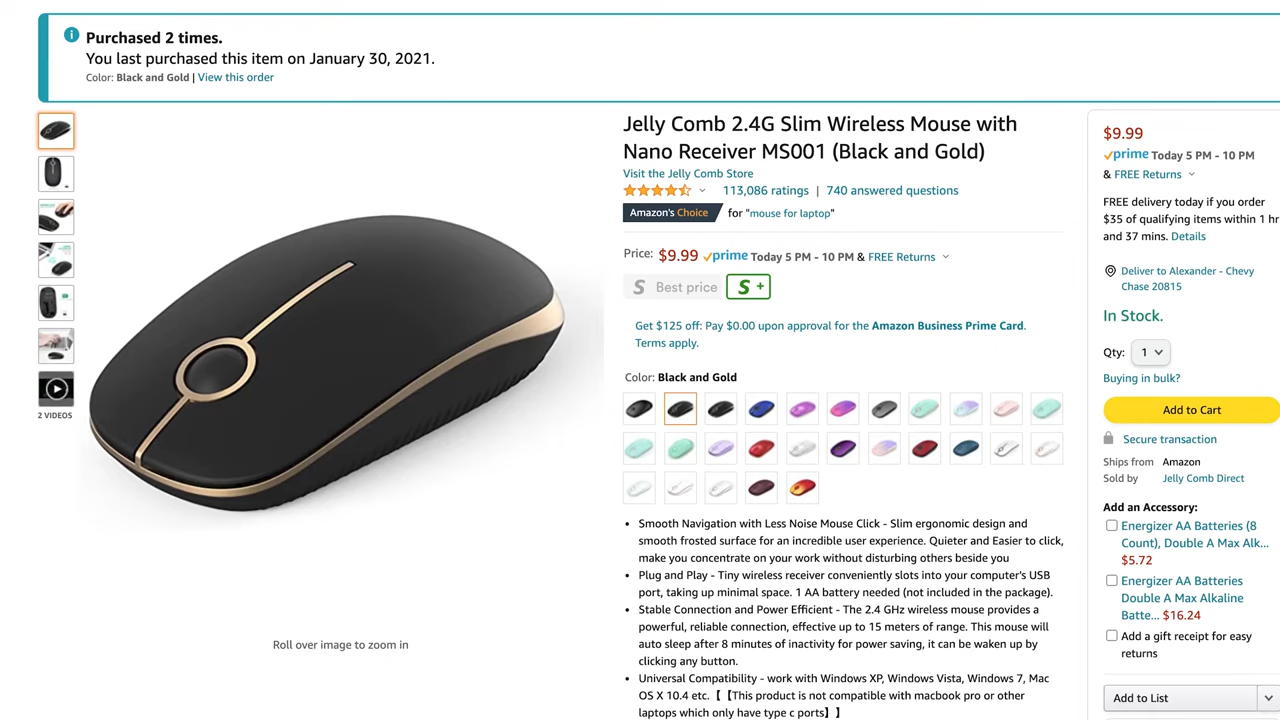 Purchased 2 times.
You last purchased this item on January 30, 2021.
Color: Black and Gold | View this order
2 VIDEOS
Roll over image to zoom in
Jelly Comb 2.4G Slim Wireless Mouse with
Nano Receiver MS001 (Black and Gold)
Visit the Jelly Comb Store
113,086 ratings | 740 answered questions
Amazon's Choice for "mouse for laptop"
Price: $9.99 prime Today 5 PM - 10 PM & FREE Returns
S Best price S +
Get $125 off: Pay $0.00 upon approval for the Amazon Business Prime Card.
Terms apply.
Color: Black and Gold
• Smooth Navigation with Less Noise Mouse Click - Slim ergonomic design and
smooth frosted surface for an incredible user experience. Quieter and Easier to click,
make you concentrate on your work without disturbing others beside you
• Plug and Play - Tiny wireless receiver conveniently slots into your computer's USB
port, taking up minimal space. 1 AA battery needed (not included in the package).
• Stable Connection and Power Efficient - The 2.4 GHz wireless mouse provides a
powerful, reliable connection, effective up to 15 meters of range. This mouse will
auto sleep after 8 minutes of inactivity for power saving, it can be waken up by
clicking any button.
• Universal Compatibility - work with Windows XP, Windows Vista, Windows 7, Mac
OS X 10.4 etc.【【This product is not compatible with macbook pro or other
laptops which only have type c ports】】
$9.99
prime Today 5 PM - 10 PM
& FREE Returns
FREE delivery today if you order
$35 of qualifying items within 1 hr
and 37 mins. Details
Deliver to Alexander - Chevy
Chase 20815
In Stock.
Qty: 1
Buying in bulk?
Add to Cart
Secure transaction
Ships from Amazon
Sold by Jelly Comb Direct
Add an Accessory:
Energizer AA Batteries (8
Count), Double A Max Alk...
$5.72
Energizer AA Batteries
Double A Max Alkaline
Batte... $16.24
Add a gift receipt for easy
returns
Add to List